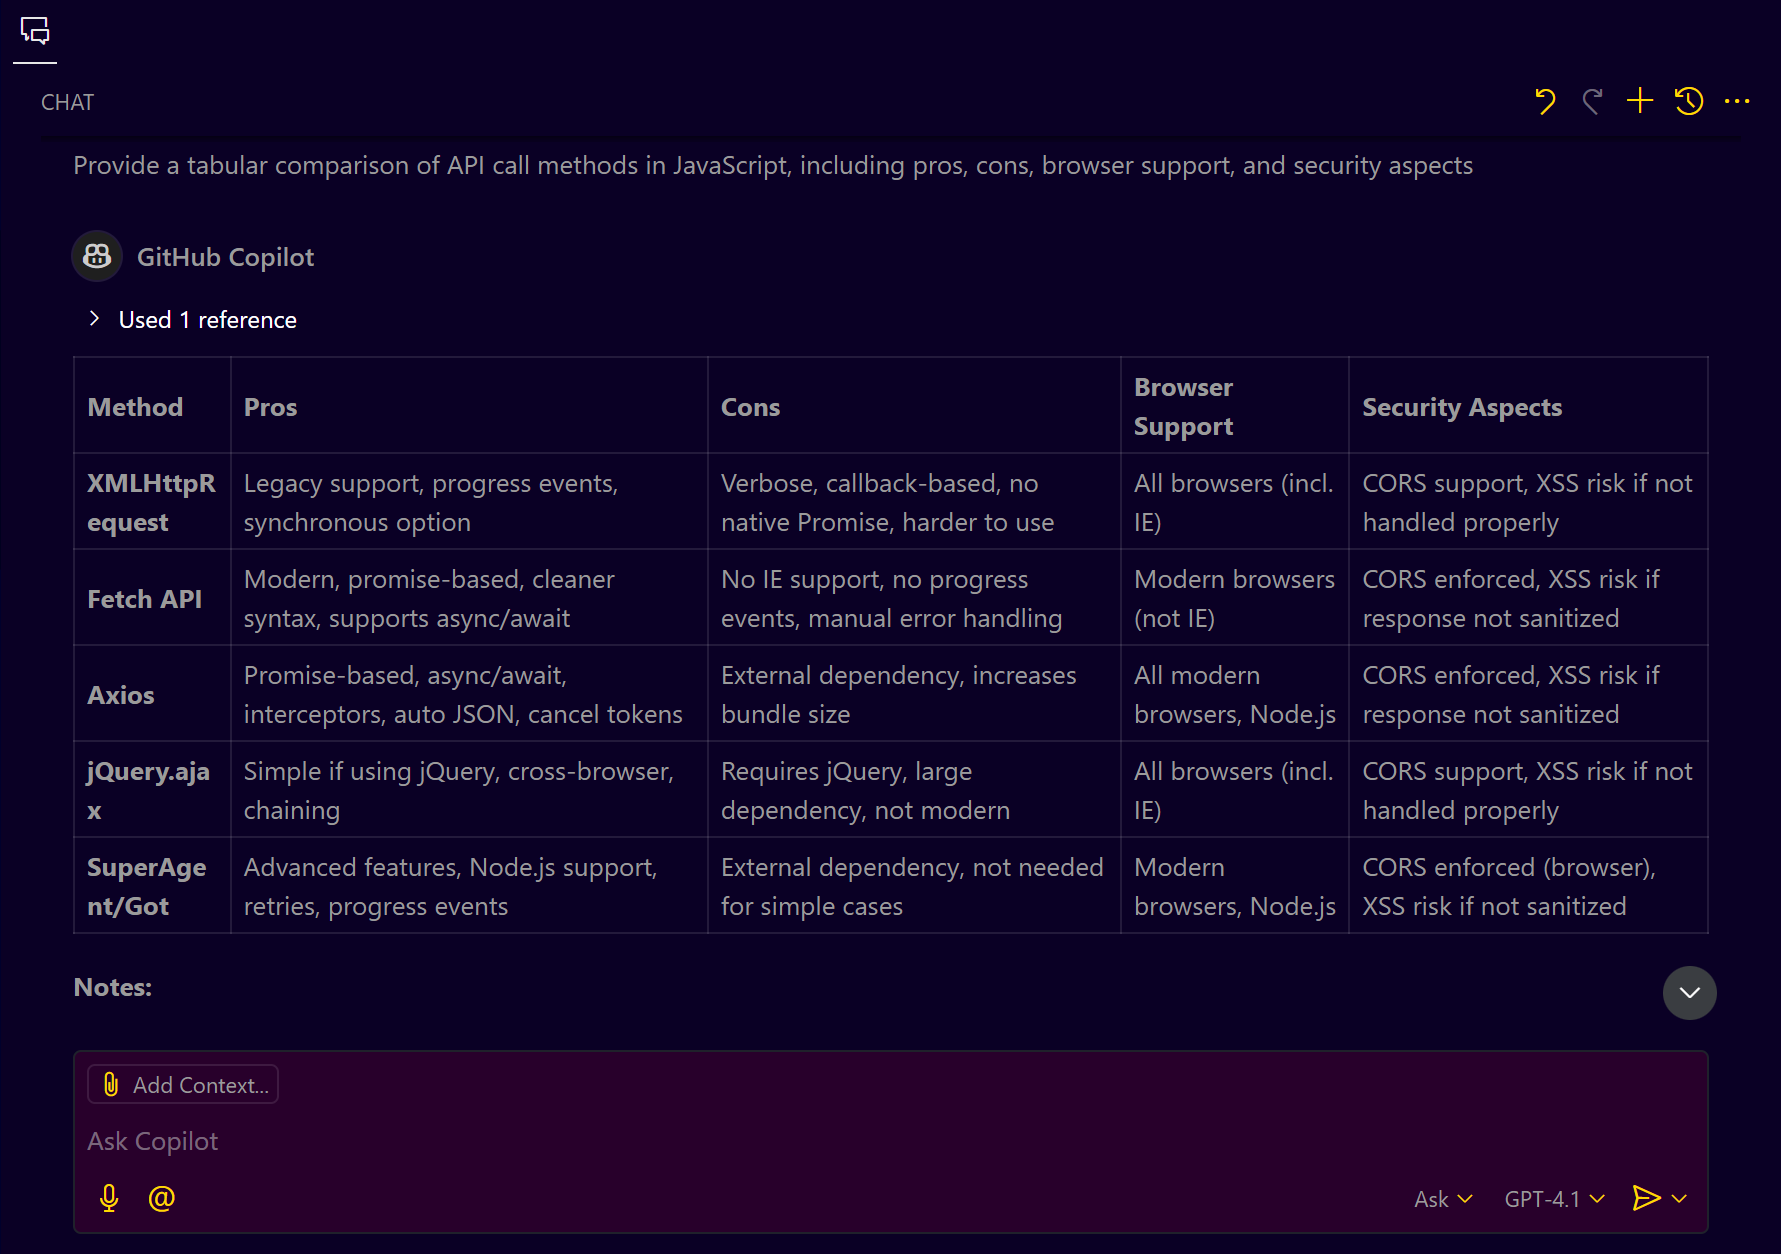 CHAT
Provide a tabular comparison of API call methods in JavaScript, including pros, cons, browser support, and security aspects
GitHub Copilot
Used 1 reference
Method
Pros
Cons
Browser
Support
Security Aspects
XMLHttpR
equest
Legacy support, progress events,
synchronous option
Verbose, callback-based, no
native Promise, harder to use
All browsers (incl.
IE)
CORS support, XSS risk if not
handled properly
Fetch API
Modern, promise-based, cleaner
syntax, supports async/await
No IE support, no progress
events, manual error handling
Modern browsers
(not IE)
CORS enforced, XSS risk if
response not sanitized
Axios
Promise-based, async/await,
interceptors, auto JSON, cancel tokens
External dependency, increases
bundle size
All modern
browsers, Node.js
CORS enforced, XSS risk if
response not sanitized
jQuery.aja
x
Simple if using jQuery, cross-browser,
chaining
Requires jQuery, large
dependency, not modern
All browsers (incl.
IE)
CORS support, XSS risk if not
handled properly
SuperAge
nt/Got
Advanced features, Node.js support,
retries, progress events
External dependency, not needed
for simple cases
Modern
browsers, Node.js
CORS enforced (browser),
XSS risk if not sanitized
Notes:
Add Context...
Ask Copilot
@
Ask
GPT-4.1